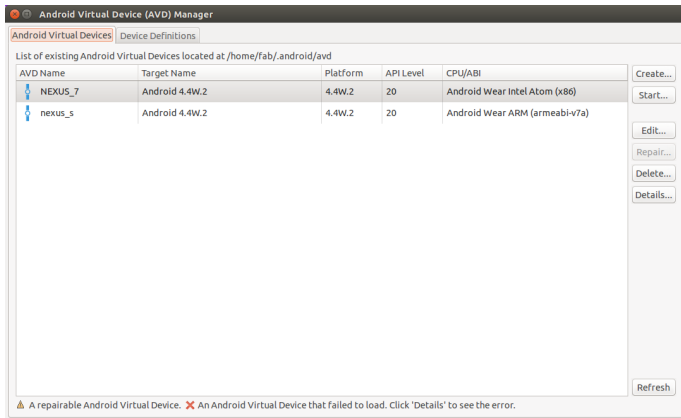 Android Virtual Device (AVD) Manager
Android Virtual Devices Device Definitions
List of existing Android Virtual Devices located at /home/fab/.android/avd
AVD Name Target Name Platform API Level CPU/ABI
NEXUS_7 Android 4.4W.2 4.4W.2 20 Android Wear Intel Atom (x86)
nexus_s Android 4.4W.2 4.4W.2 20 Android Wear ARM (armeabi-v7a)
Create...
Start...
Edit...
Repair...
Delete...
Details...
Refresh
A repairable Android Virtual Device. An Android Virtual Device that failed to load. Click 'Details' to see the error.